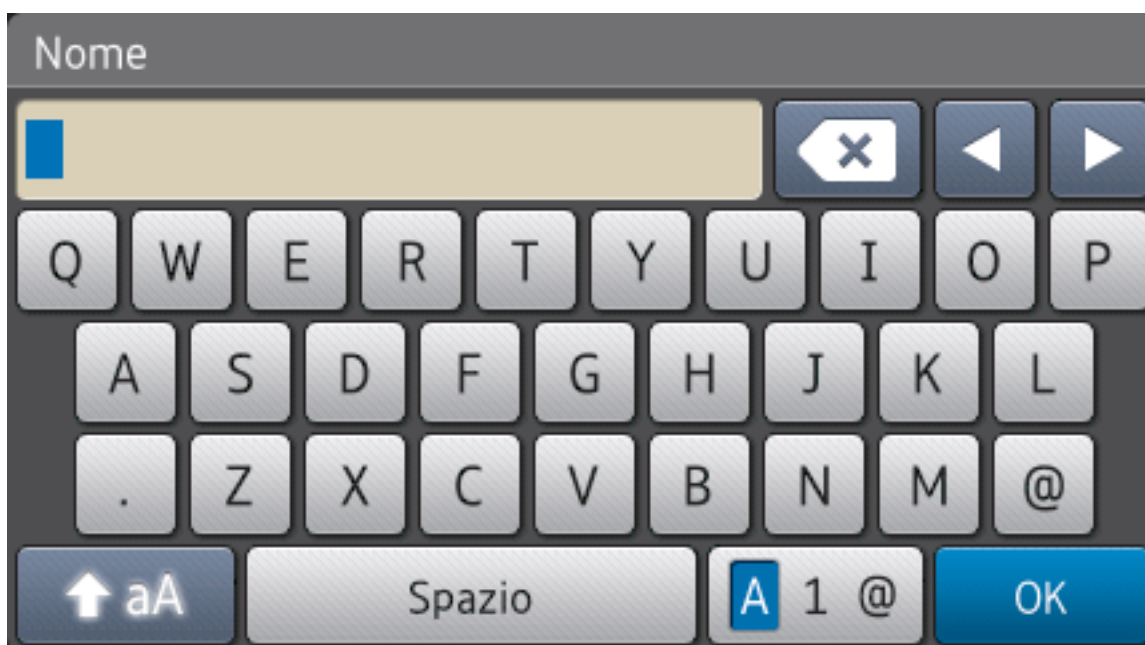 Nome
Q W E R T Y U I O P
A S D F G H J K L
. Z X C V B N M @
aA Spazio A 1 @ OK